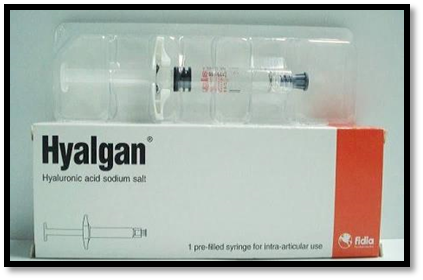 Hyalgan®
Hyaluronic acid sodium salt
1 pre-filled syringe for intra-articular use
fidia